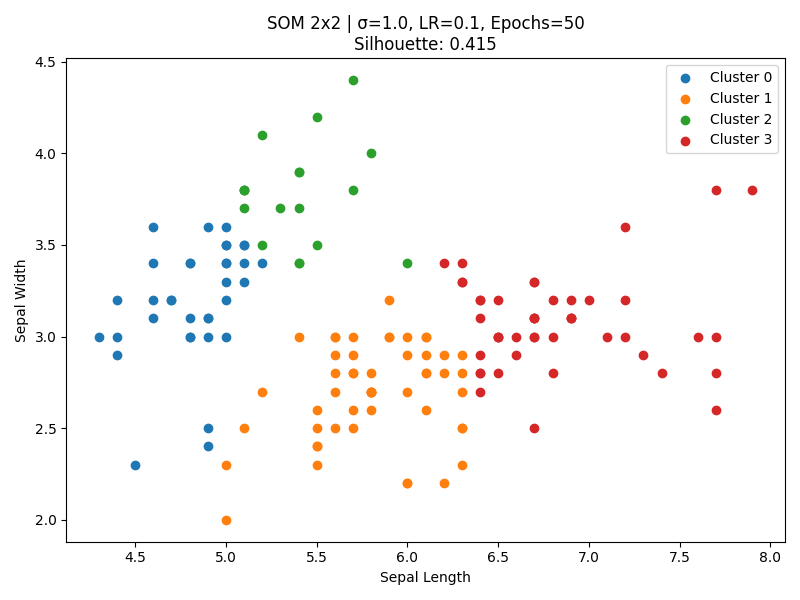 SOM 2x2 | σ=1.0, LR=0.1, Epochs=50
Silhouette: 0.415
Cluster 0
Cluster 1
Cluster 2
Cluster 3
Sepal Width
4.5
4.0
3.5
3.0
2.5
2.0
4.5 5.0 5.5 6.0 6.5 7.0 7.5 8.0
Sepal Length